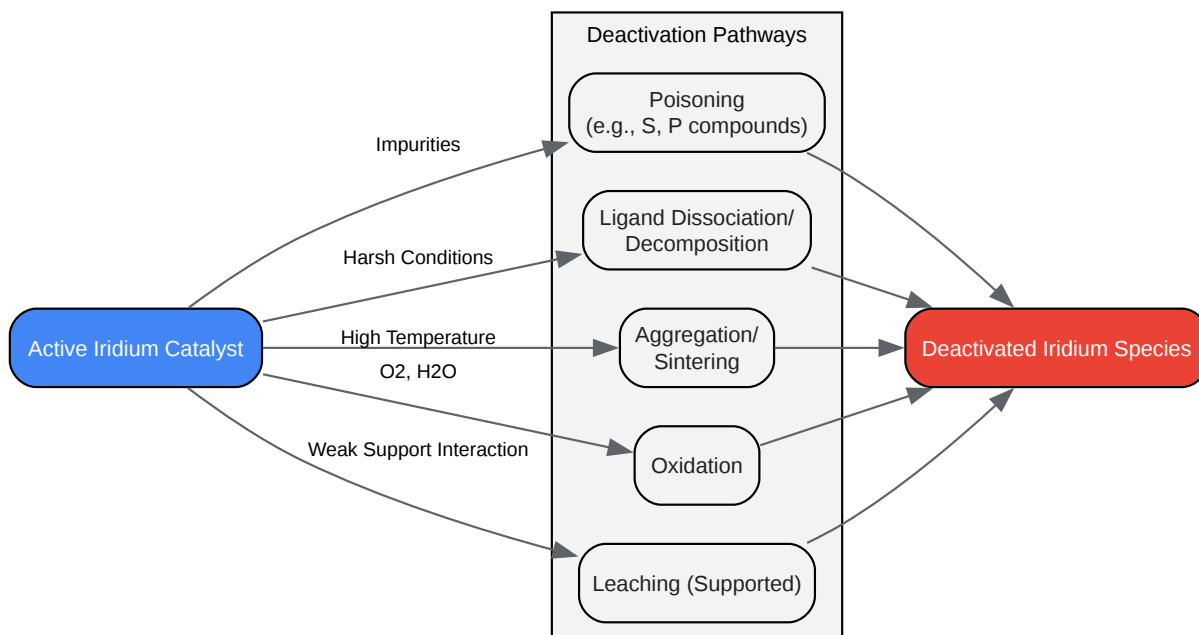 Deactivation Pathways
Poisoning
(e.g., S, P compounds)
Impurities
Ligand Dissociation/
Decomposition
Harsh Conditions
Active Iridium Catalyst
High Temperature
Aggregation/
Sintering
Deactivated Iridium Species
O2, H2O
Weak Support Interaction
Oxidation
Leaching (Supported)